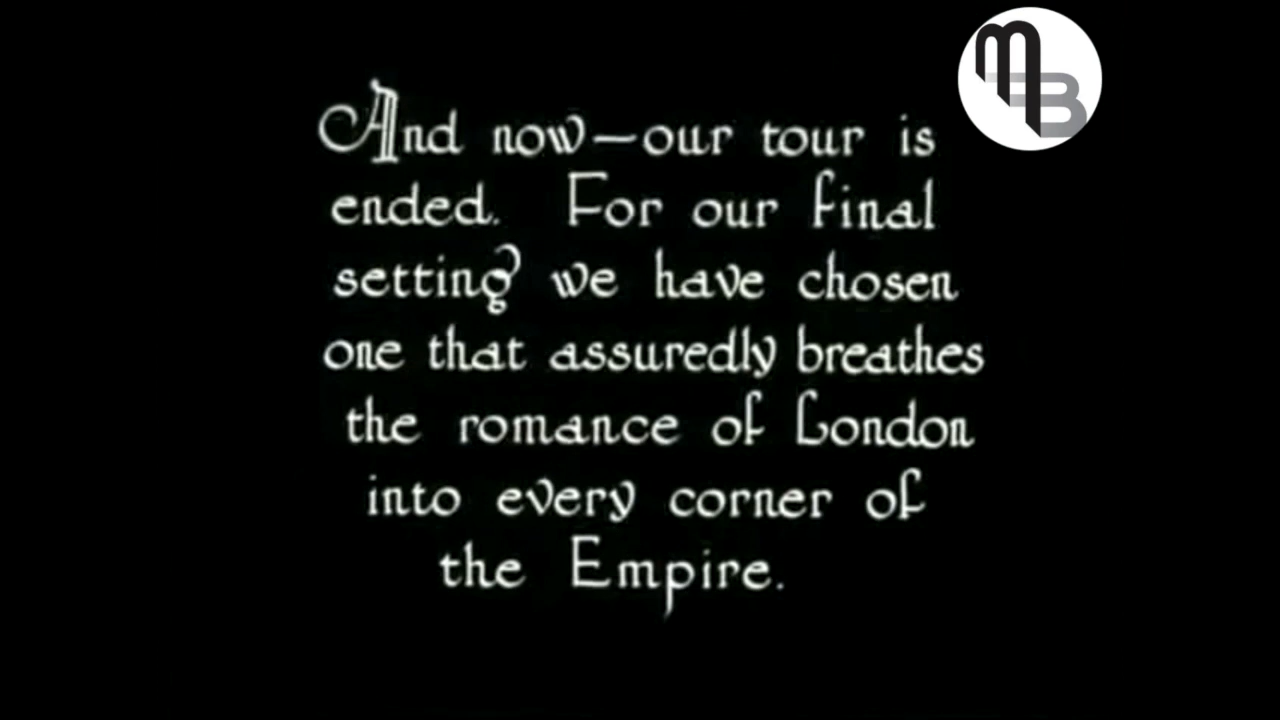 And now—our tour is
ended. For our final
setting we have chosen
one that assuredly breathes
the romance of London
into every corner of
the Empire.
MB